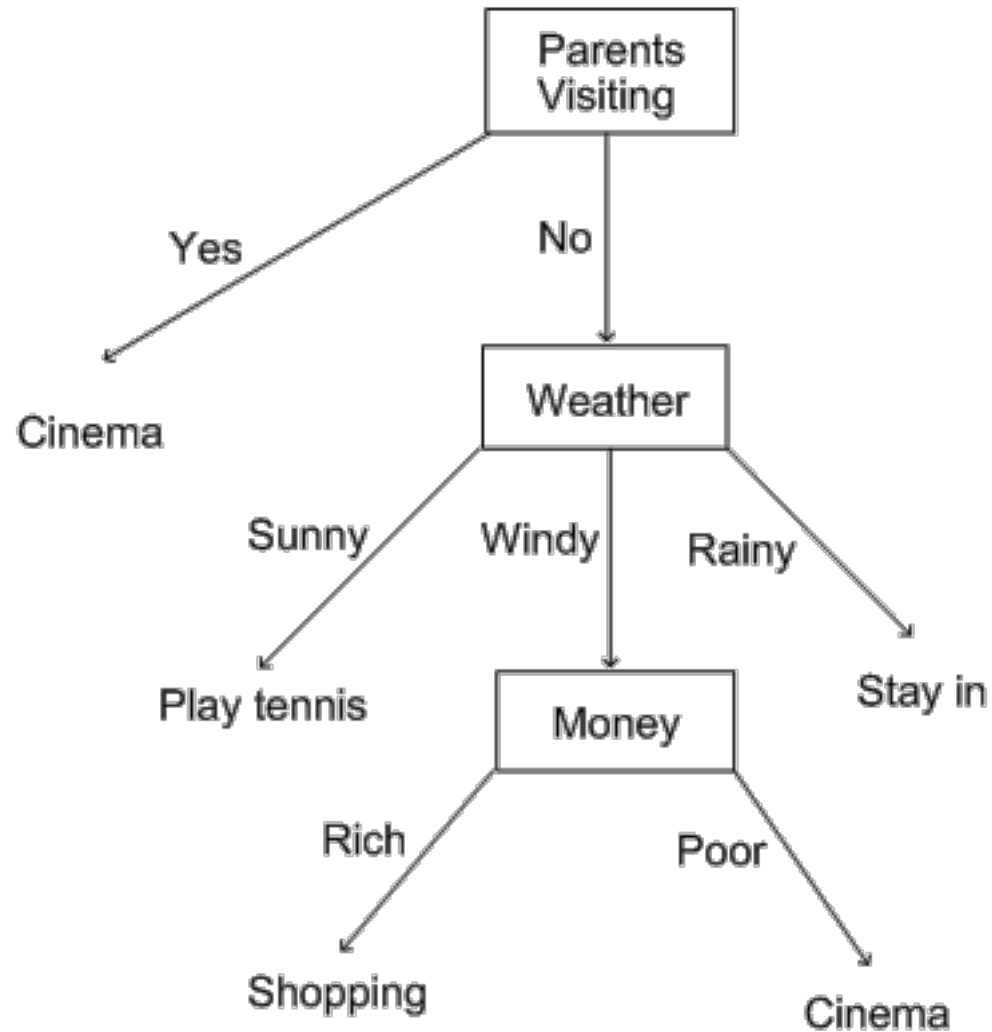 Parents
Visiting
Yes
No
Cinema
Weather
Sunny
Windy
Rainy
Play tennis
Money
Stay in
Rich
Poor
Shopping
Cinema